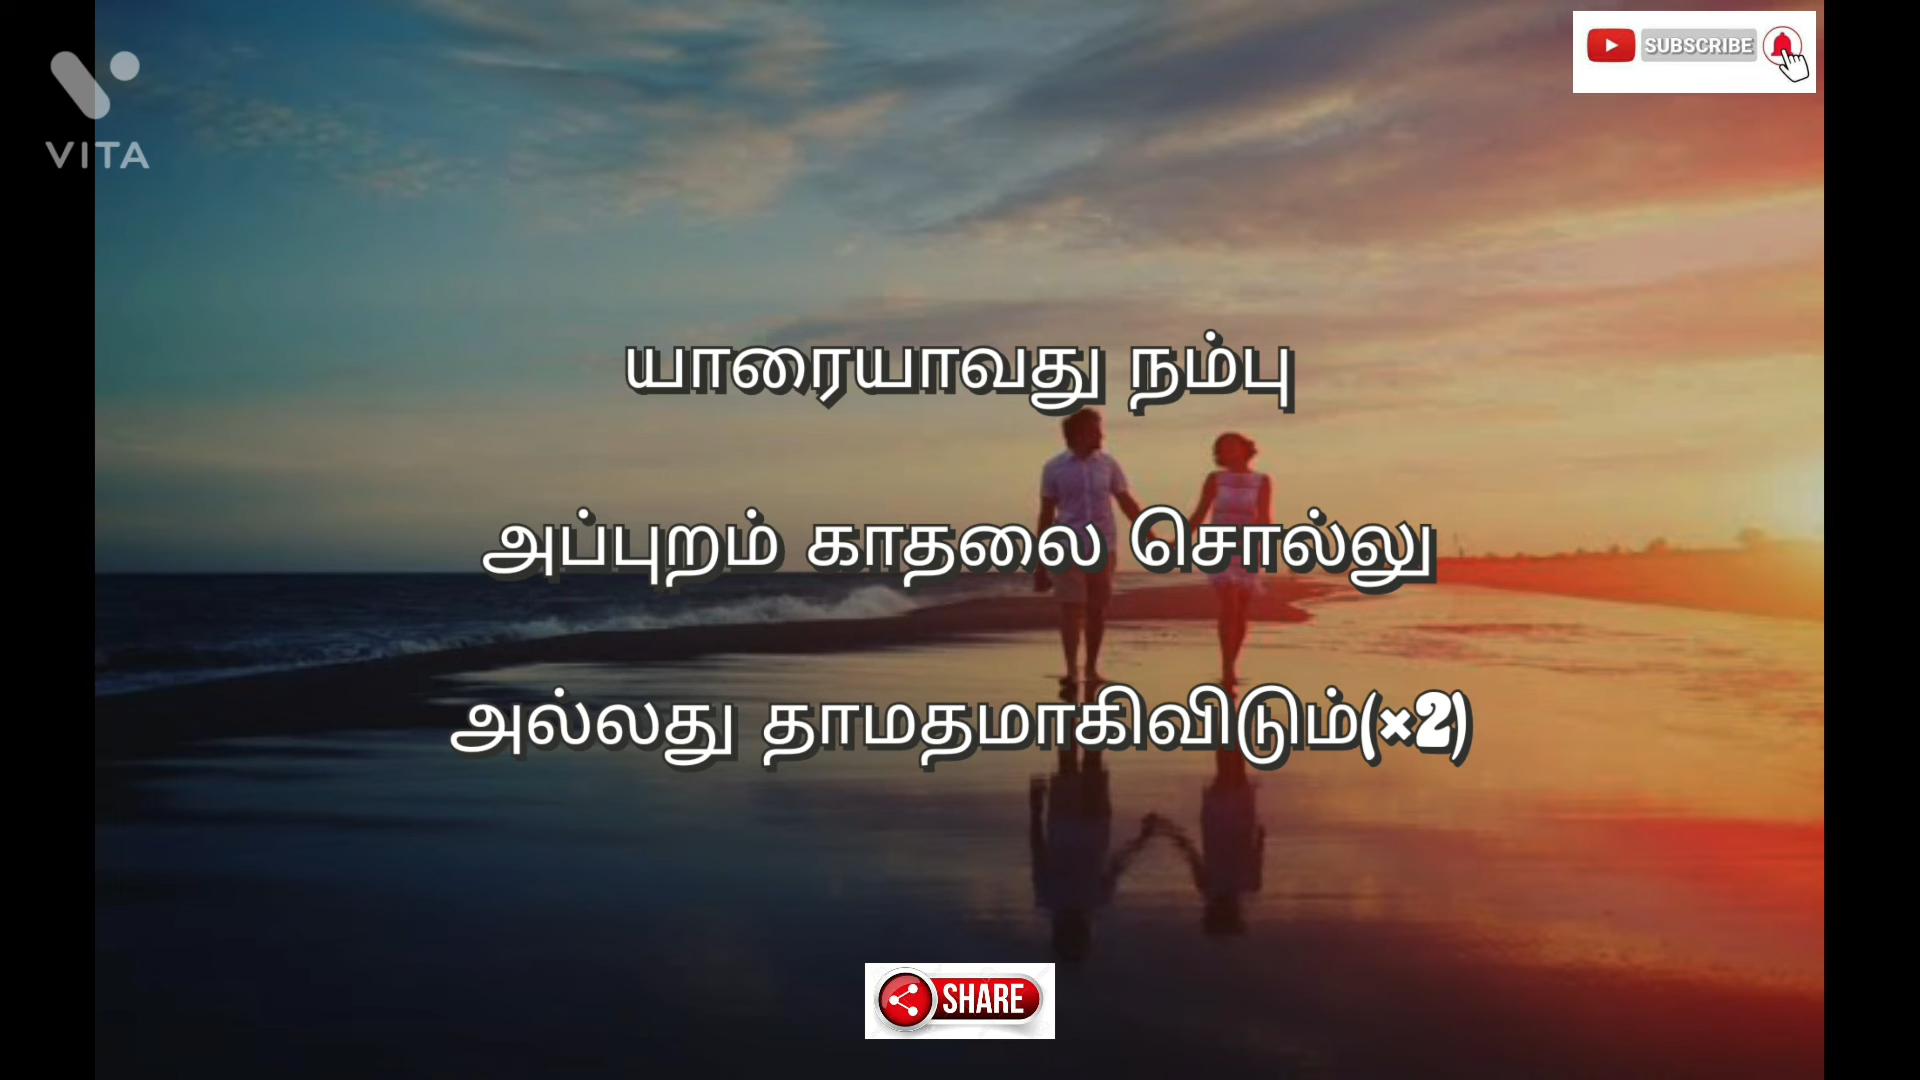 VITA
SUBSCRIBE
யாரையாவது நம்பு
அப்புறம் காதலை சொல்லு
அல்லது தாமதமாகிவிடும்(×2)
SHARE